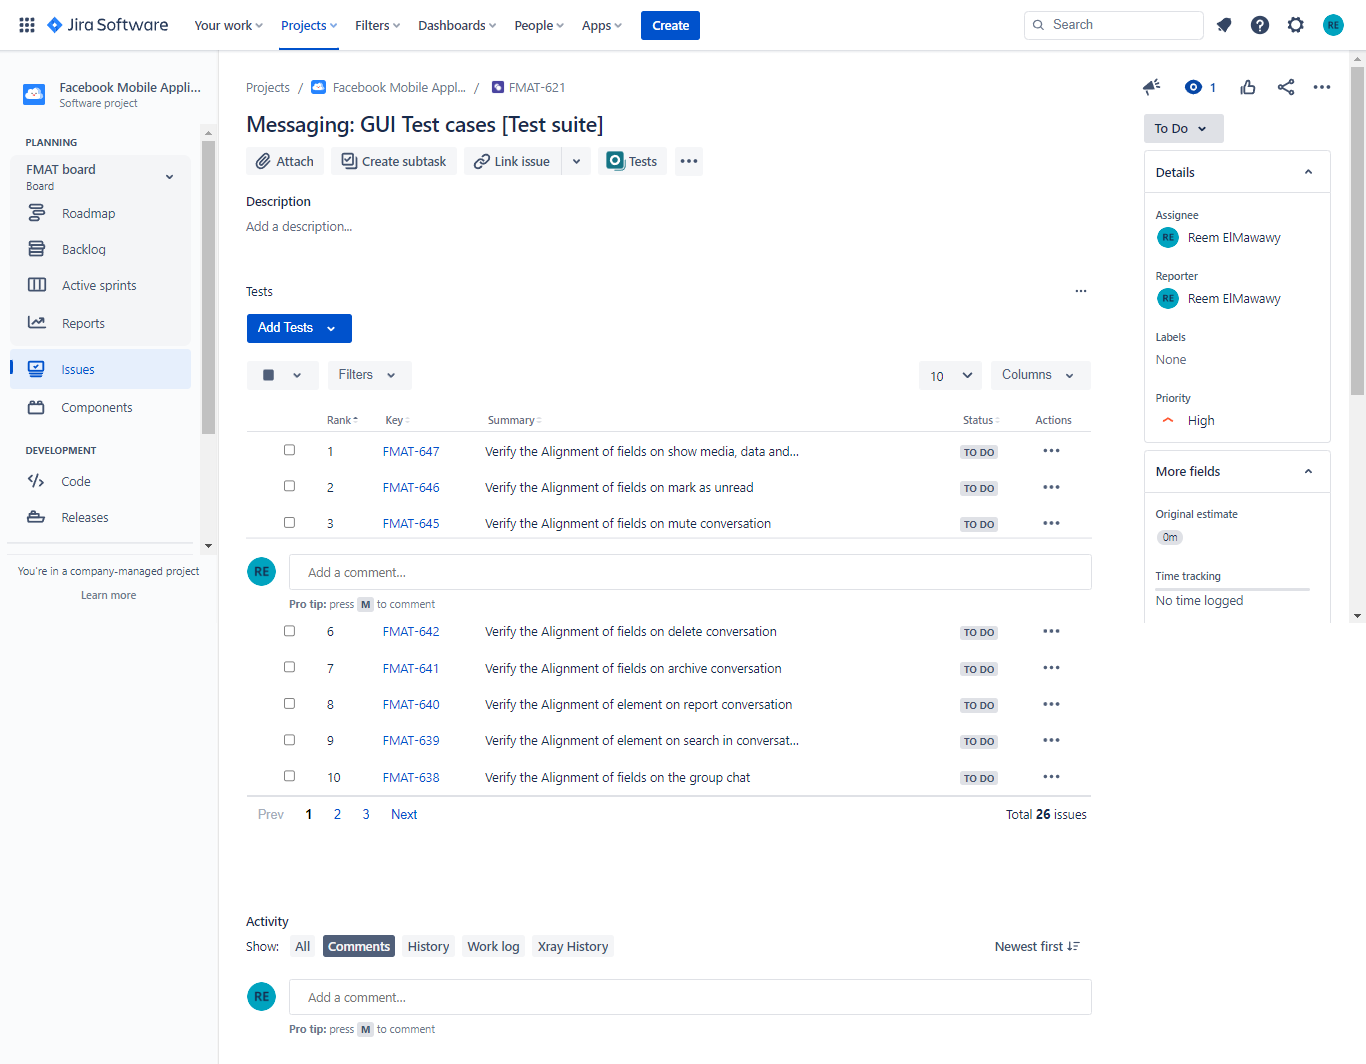 Jira Software
Your work
Projects
Filters
Dashboards
People
Apps
Create
Search
RE
Facebook Mobile Appli...
Software project
PLANNING
FMAT board
Board
Roadmap
Backlog
Active sprints
Reports
Issues
Components
DEVELOPMENT
Code
Releases
You're in a company-managed project
Learn more
Projects / Facebook Mobile Appl... / FMAT-621
1
Messaging: GUI Test cases [Test suite]
Attach
Create subtask
Link issue
Tests
Description
Add a description...
Tests
Add Tests
Filters
10
Columns
Rank Key Summary Status Actions
1 FMAT-647 Verify the Alignment of fields on show media, data and... TO DO
2 FMAT-646 Verify the Alignment of fields on mark as unread TO DO
3 FMAT-645 Verify the Alignment of fields on mute conversation TO DO
RE
Add a comment...
Pro tip: press M to comment
6 FMAT-642 Verify the Alignment of fields on delete conversation TO DO
7 FMAT-641 Verify the Alignment of fields on archive conversation TO DO
8 FMAT-640 Verify the Alignment of element on report conversation TO DO
9 FMAT-639 Verify the Alignment of element on search in conversat... TO DO
10 FMAT-638 Verify the Alignment of fields on the group chat TO DO
Prev 1 2 3 Next
Total 26 issues
Activity
Show: All Comments History Work log Xray History
Newest first
RE
Add a comment...
Pro tip: press M to comment
To Do
Details
Assignee
RE Reem ElMawawy
Reporter
RE Reem ElMawawy
Labels
None
Priority
High
More fields
Original estimate
0m
Time tracking
No time logged